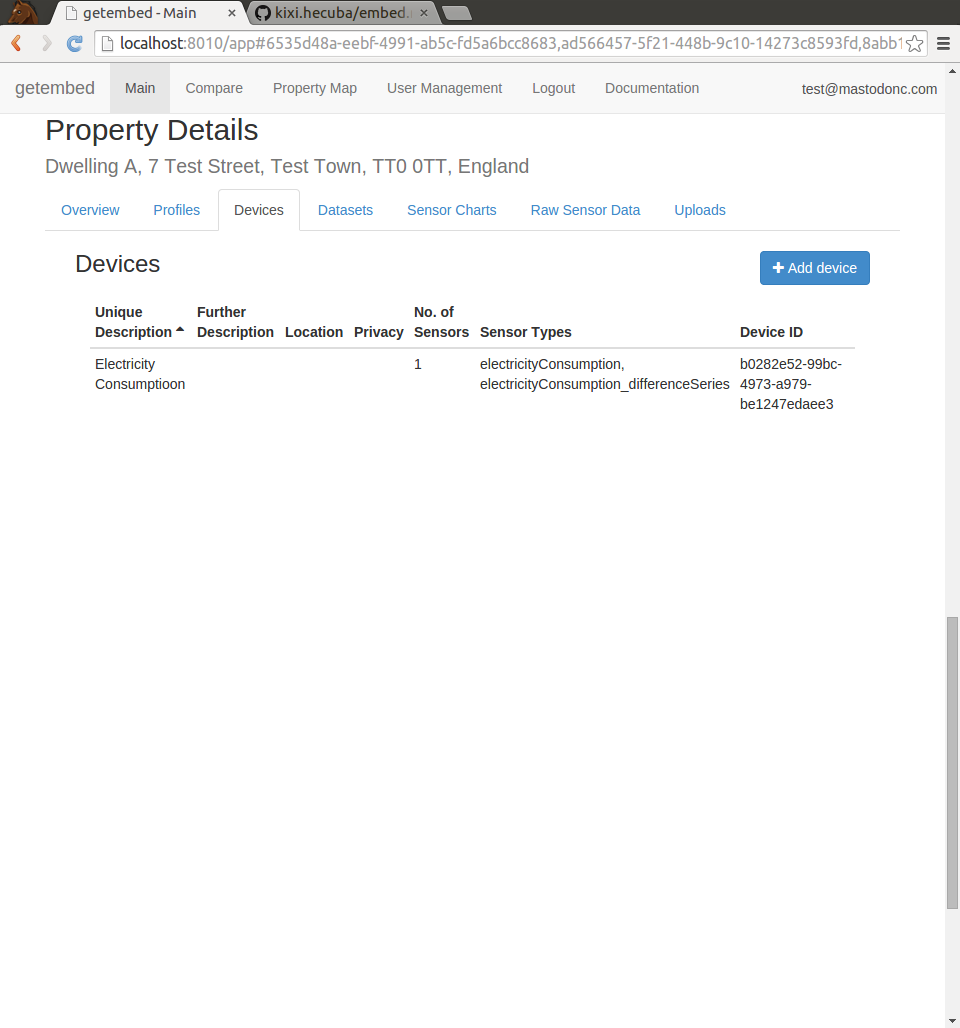 getembed - Main
kixi.hecuba/embed.
localhost:8010/app#6535d48a-eebf-4991-ab5c-fd5a6bcc8683,ad566457-5f21-448b-9c10-14273c8593fd,8abb1
getembed Main Compare Property Map User Management Logout Documentation test@mastodonc.com
Property Details
Dwelling A, 7 Test Street, Test Town, TT0 0TT, England
Overview Profiles Devices Datasets Sensor Charts Raw Sensor Data Uploads
Devices
Add device
Unique Further No. of
Description Description Location Privacy Sensors Sensor Types Device ID
Electricity 1 electricityConsumption, b0282e52-99bc-
Consumptioon electricityConsumption_differenceSeries 4973-a979-
be1247edaee3